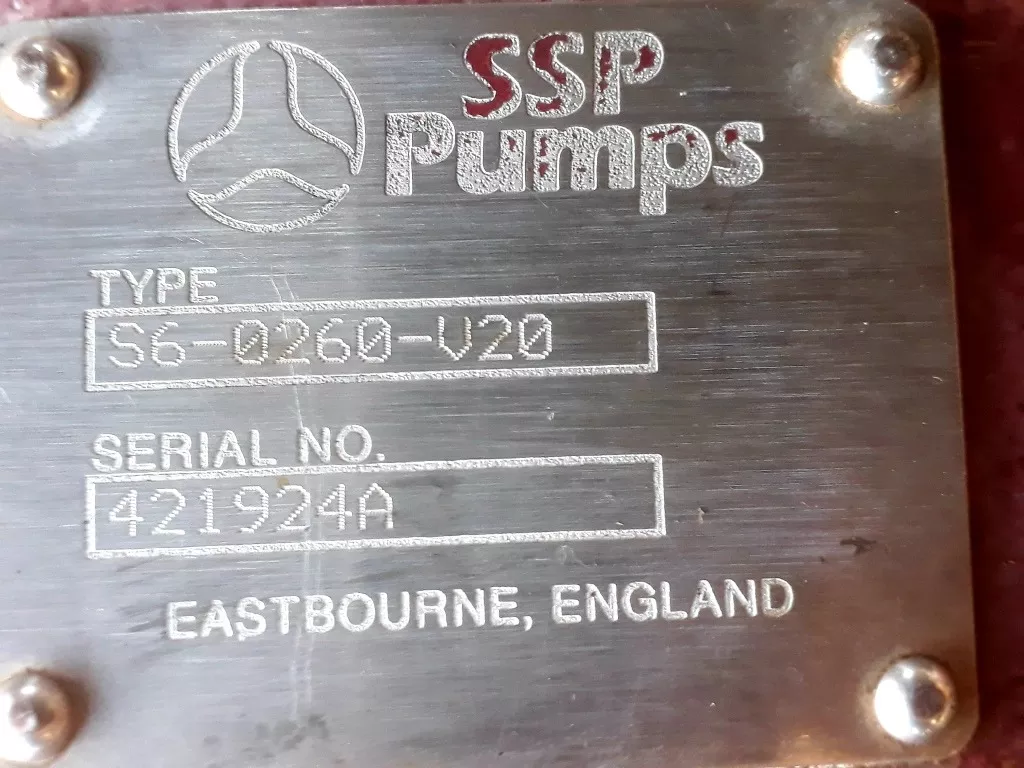 SSP
Pumps
TYPE
S6-0260-V20
SERIAL NO.
421924A
EASTBOURNE, ENGLAND